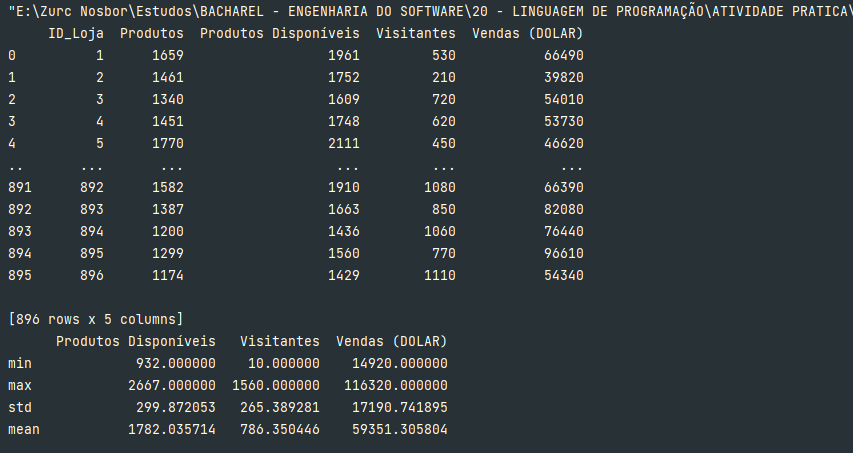 "E:\Zurc Nosbor\Estudos\BACHAREL - ENGENHARIA DO SOFTWARE\20 - LINGUAGEM DE PROGRAMAÇÃO\ATIVIDADE PRATICA\
ID_Loja Produtos Produtos Disponíveis Visitantes Vendas (DOLAR)
0 1 1659 1961 530 66490
1 2 1461 1752 210 39820
2 3 1340 1609 720 54010
3 4 1451 1748 620 53730
4 5 1770 2111 450 46620
.. ... ... ... ... ...
891 892 1582 1910 1080 66390
892 893 1387 1663 850 82080
893 894 1200 1436 1060 76440
894 895 1299 1560 770 96610
895 896 1174 1429 1110 54340
[896 rows x 5 columns]
Produtos Disponíveis Visitantes Vendas (DOLAR)
min 932.000000 10.000000 14920.000000
max 2667.000000 1560.000000 116320.000000
std 299.872053 265.389281 17190.741895
mean 1782.035714 786.350446 59351.305804